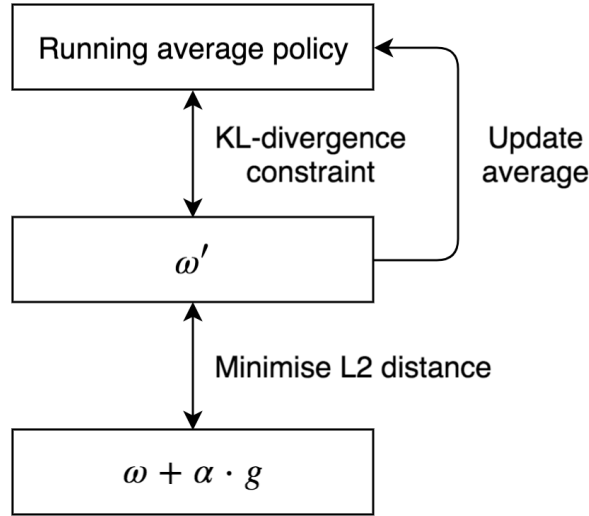 Running average policy
KL-divergence
constraint
Update
average
ω′
Minimise L2 distance
ω + α · g